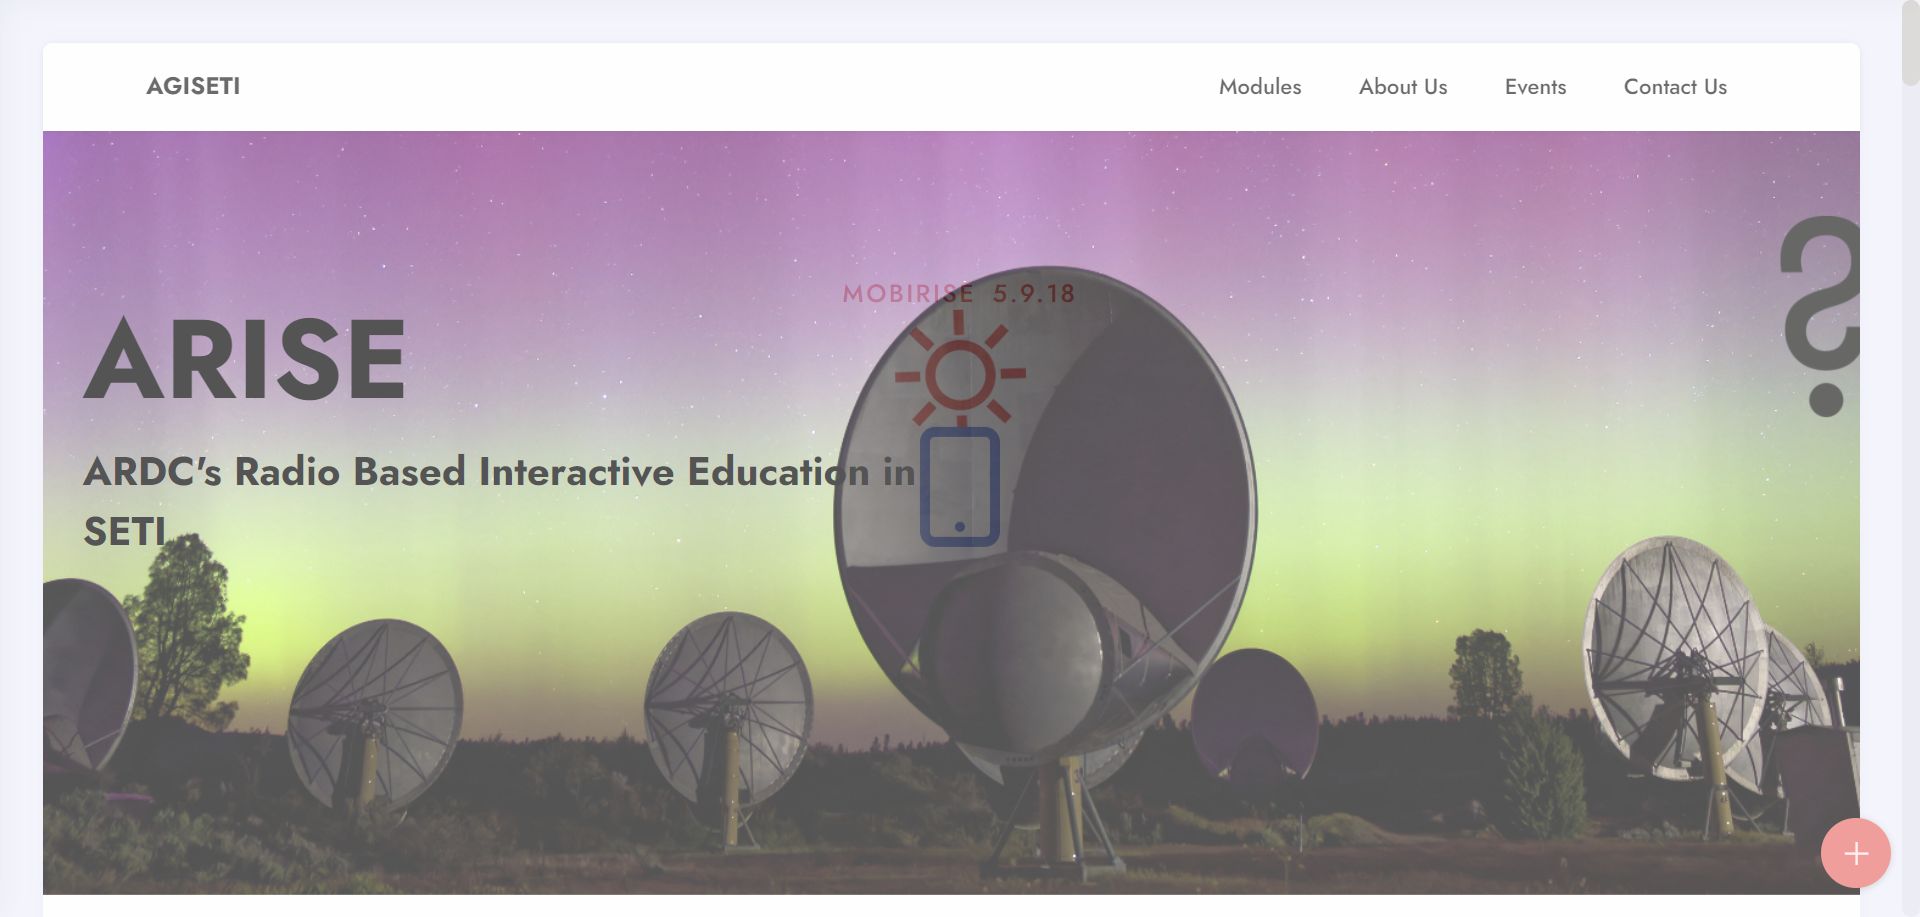 AGISETI
Modules
About Us
Events
Contact Us
MOBIRISE 5.9.18
ARISE
ARDC's Radio Based Interactive Education in
SETI
?